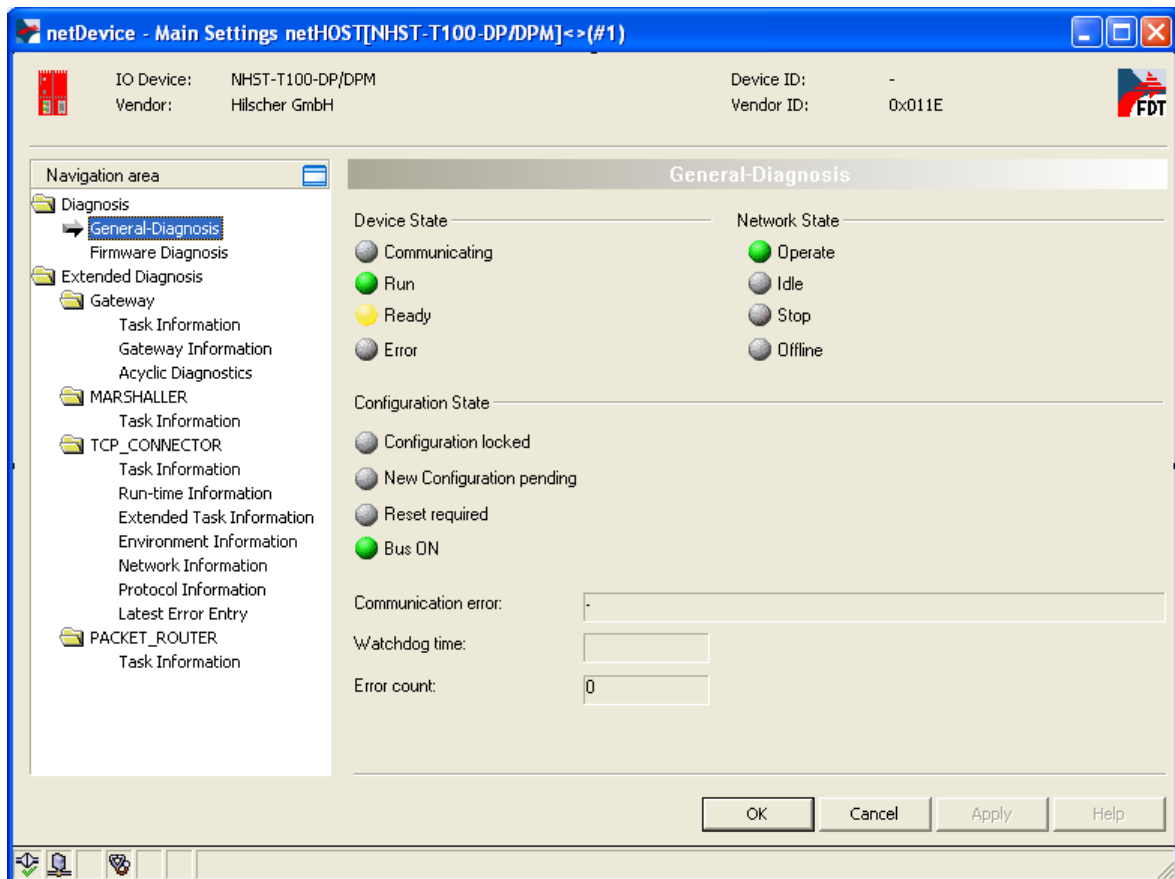 netDevice - Main Settings netHOST[NHST-T100-DP/DPM]<>(#1)
IO Device: NHST-T100-DP/DPM Device ID: -
Vendor: Hilscher GmbH Vendor ID: 0x011E
FDT
Navigation area
General-Diagnosis
Diagnosis
General-Diagnosis
Firmware Diagnosis
Extended Diagnosis
Gateway
Task Information
Gateway Information
Acyclic Diagnostics
MARSHALLER
Task Information
TCP_CONNECTOR
Task Information
Run-time Information
Extended Task Information
Environment Information
Network Information
Protocol Information
Latest Error Entry
PACKET_ROUTER
Task Information
Device State
Communicating
Run
Ready
Error
Network State
Operate
Idle
Stop
Offline
Configuration State
Configuration locked
New Configuration pending
Reset required
Bus ON
Communication error: -
Watchdog time:
Error count: 0
OK Cancel Apply Help